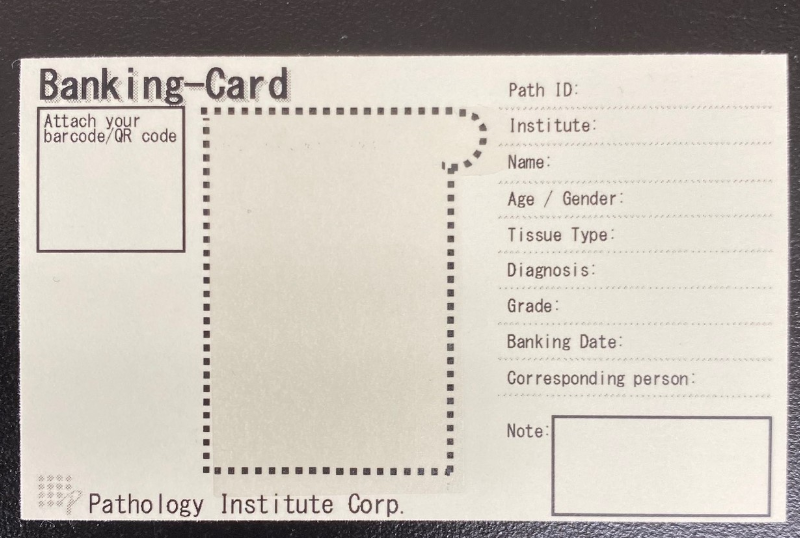 Banking-Card
Attach your
barcode/QR code
Path ID:
Institute:
Name:
Age / Gender:
Tissue Type:
Diagnosis:
Grade:
Banking Date:
Corresponding person:
Note:
Pathology Institute Corp.